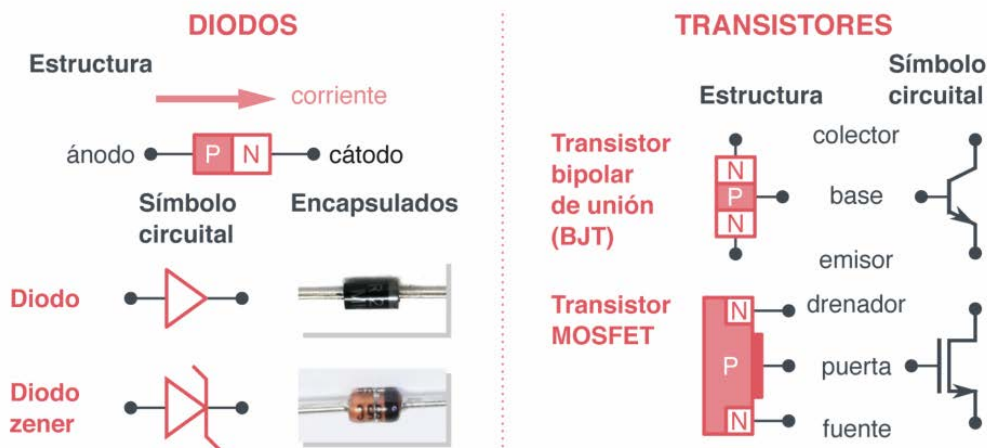 DIODOS
Estructura
corriente
ánodo
P N
cátodo
Símbolo
circuital
Encapsulados
Diodo
Diodo
zener
TRANSISTORES
Estructura
Símbolo
circuital
Transistor
bipolar
de unión
(BJT)
N
P
N
colector
base
emisor
Transistor
MOSFET
N
P
N
drenador
puerta
fuente